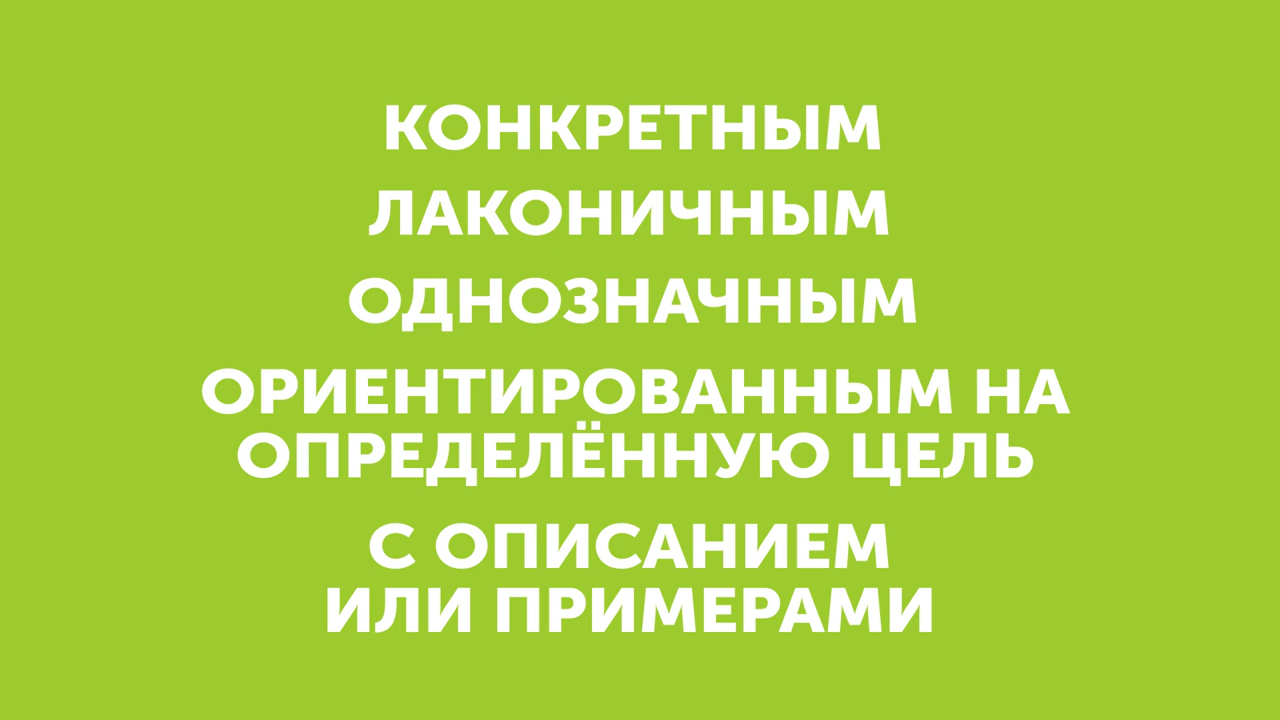 КОНКРЕТНЫМ
ЛАКОНИЧНЫМ
ОДНОЗНАЧНЫМ
ОРИЕНТИРОВАННЫМ НА
ОПРЕДЕЛЁННУЮ ЦЕЛЬ
С ОПИСАНИЕМ
ИЛИ ПРИМЕРАМИ